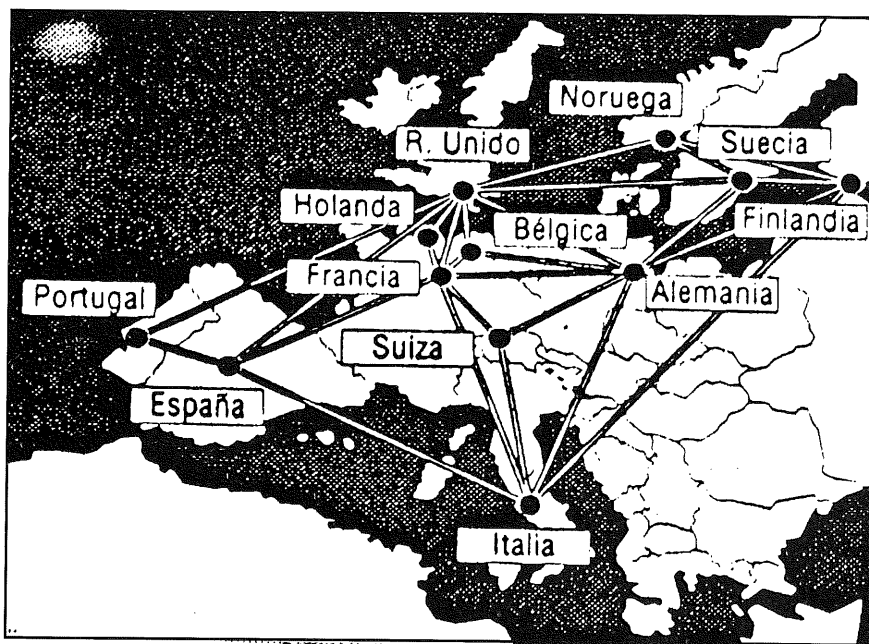 Noruega
R. Unido
Suecia
Holanda
Bélgica
Finlandia
Francia
Portugal
Alemania
Suiza
España
Italia